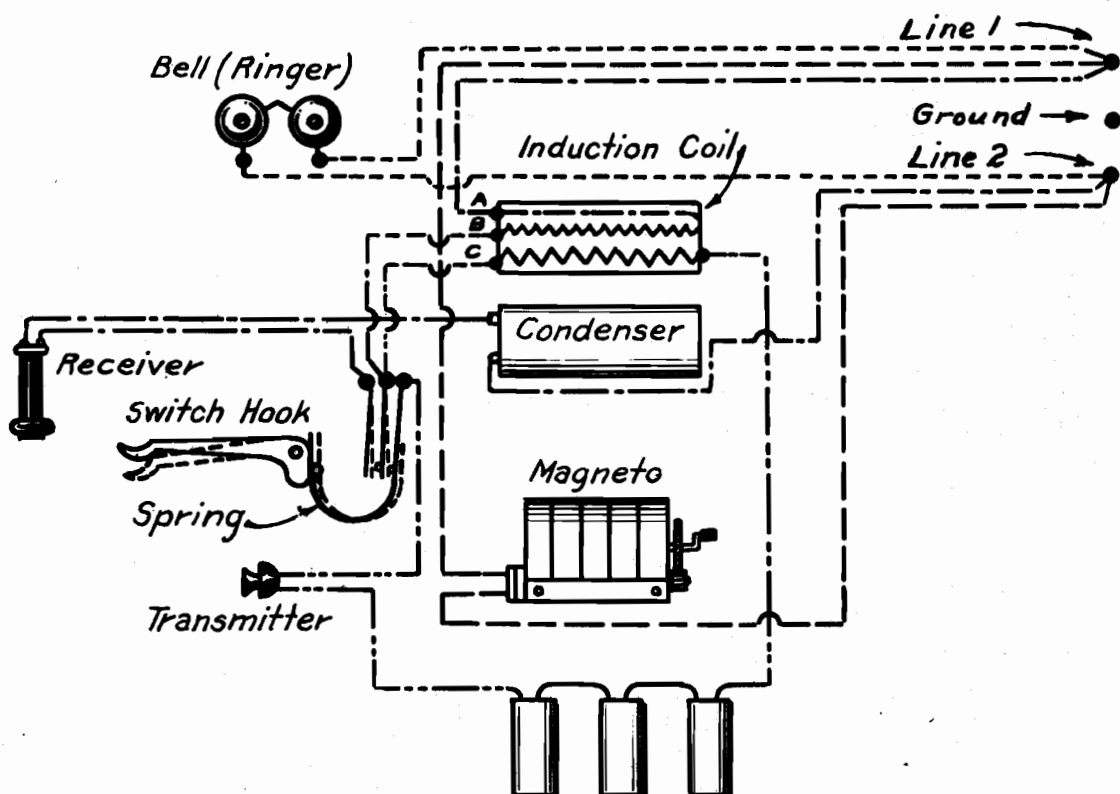 Line 1
Bell (Ringer)
Ground
Induction Coil
Line 2
A
B
C
Condenser
Receiver
Switch Hook
Magneto
Spring
Transmitter